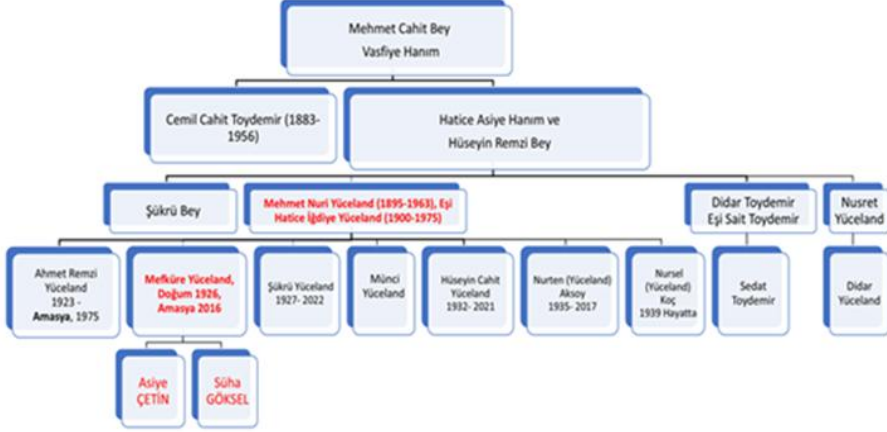 Mehmet Cahit Bey
Vasfiye Hanım
Cemil Cahit Toydemir (1883-
1956)
Hatice Asiye Hanım ve
Hüseyin Remzi Bey
Şükrü Bey
Mehmet Nuri Yüceland (1895-1963), Eşi
Hatice İğdiye Yüceland (1900-1975)
Didar Toydemir
Eşi Sait Toydemir
Nusret
Yüceland
Ahmet Remzi
Yüceland
1923 -
Amasya, 1975
Mefküre Yüceland,
Doğum 1926,
Amasya 2016
Şükrü Yüceland
1927- 2022
Münci
Yüceland
Hüseyin Cahit
Yüceland
1932- 2021
Nurten (Yüceland)
Aksoy
1935- 2017
Nursel
(Yüceland)
Koç
1939 Hayatta
Sedat
Toydemir
Didar
Yüceland
Asiye
ÇETİN
Süha
GÖKSEL